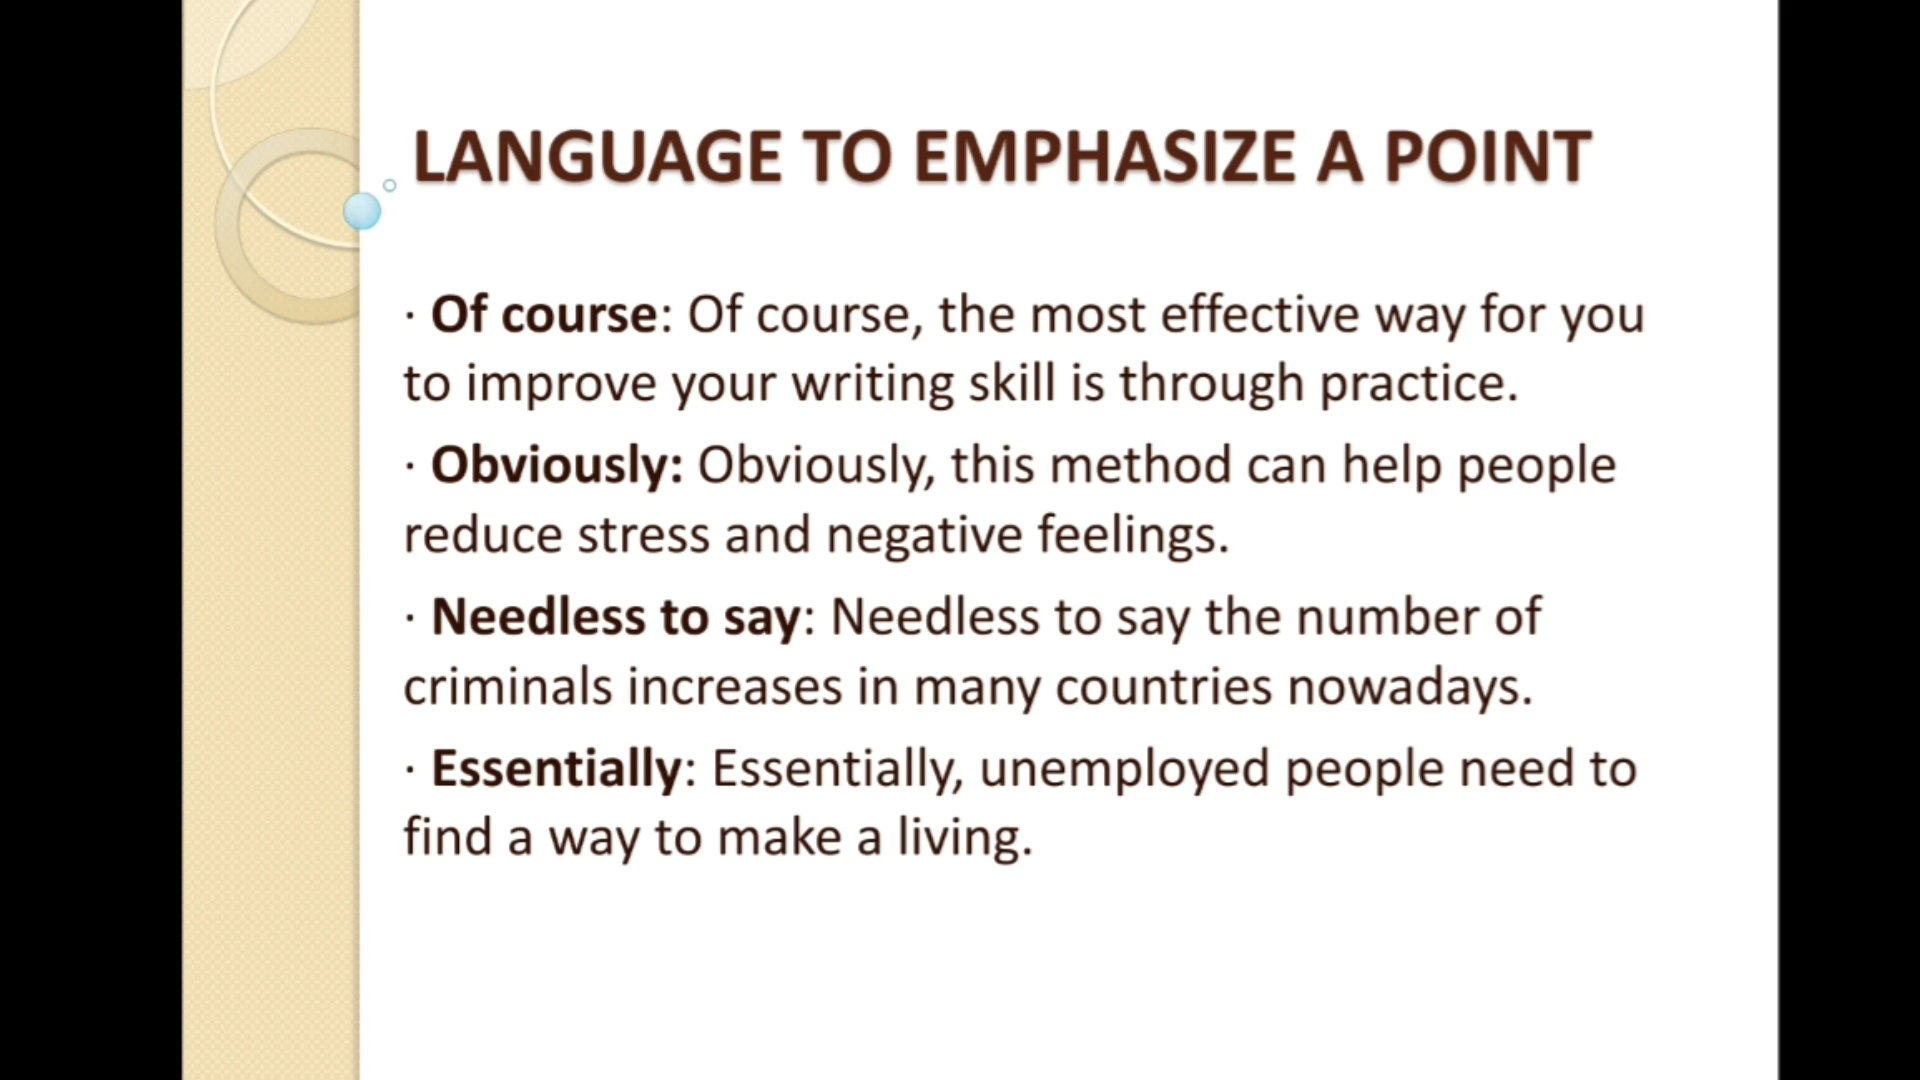 LANGUAGE TO EMPHASIZE A POINT
· Of course: Of course, the most effective way for you
to improve your writing skill is through practice.
· Obviously: Obviously, this method can help people
reduce stress and negative feelings.
· Needless to say: Needless to say the number of
criminals increases in many countries nowadays.
· Essentially: Essentially, unemployed people need to
find a way to make a living.